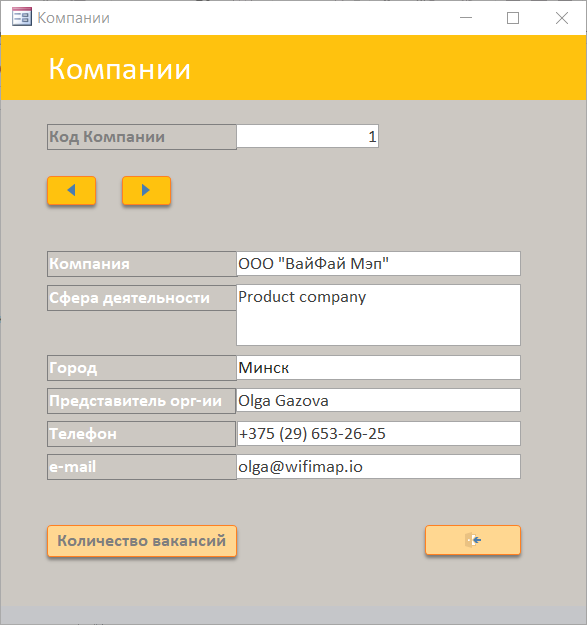 Компании
Компании
Код Компании 1
Компания ООО "ВайФай Мэп"
Сфера деятельности Product company
Город Минск
Представитель орг-ии Olga Gazova
Телефон +375 (29) 653-26-25
e-mail olga@wifimap.io
Количество вакансий